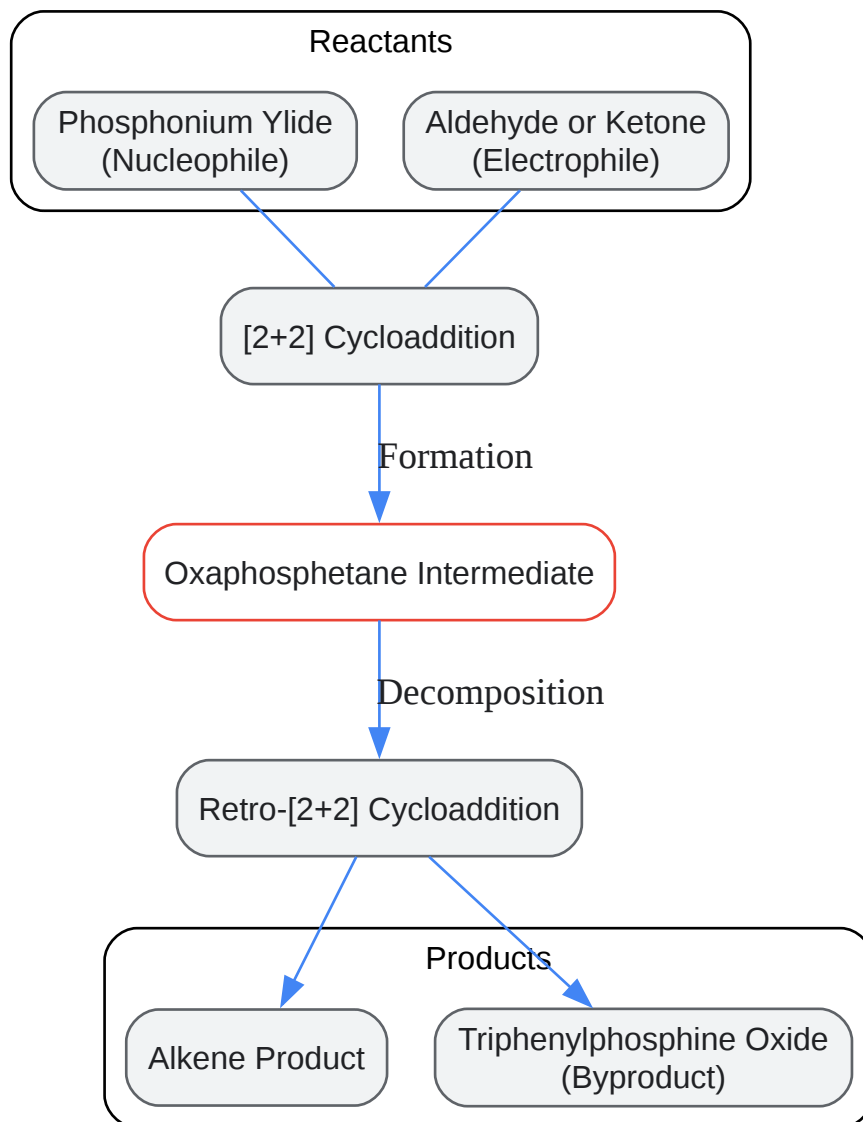 Reactants
Phosphonium Ylide
(Nucleophile)
Aldehyde or Ketone
(Electrophile)
[2+2] Cycloaddition
Formation
Oxaphosphetane Intermediate
Decomposition
Retro-[2+2] Cycloaddition
Products
Alkene Product
Triphenylphosphine Oxide
(Byproduct)